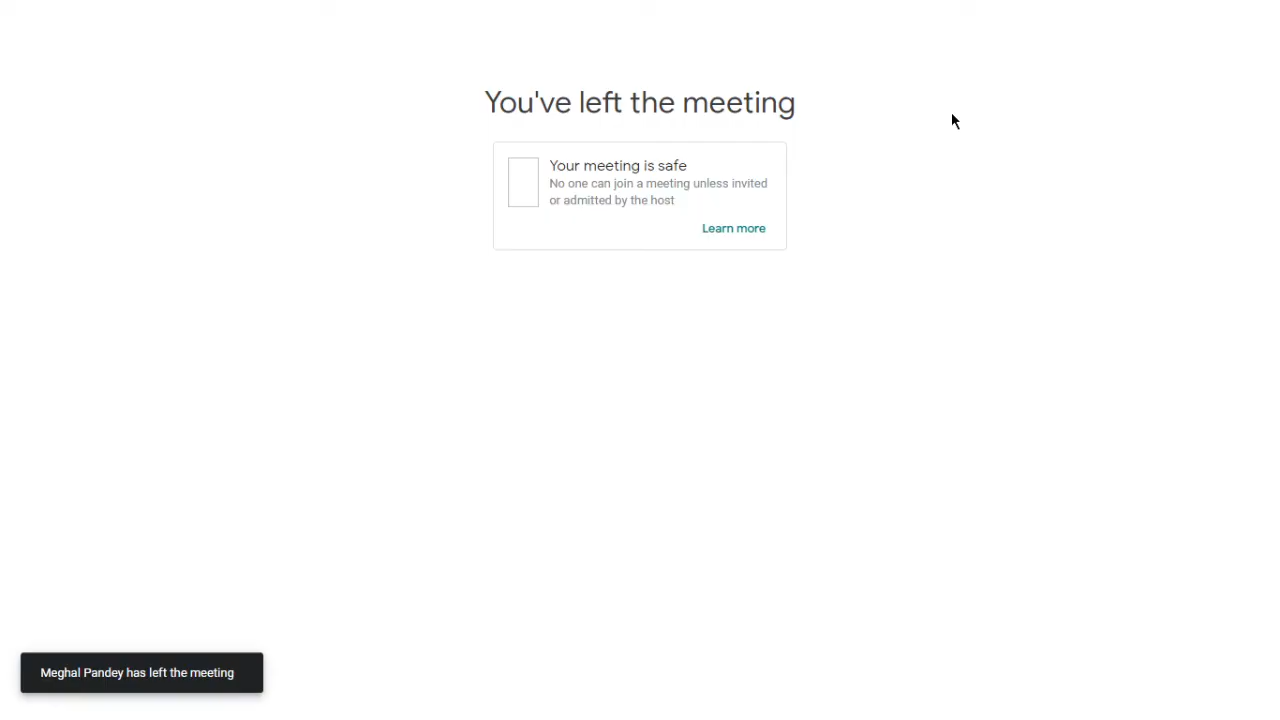 You've left the meeting
Your meeting is safe
No one can join a meeting unless invited
or admitted by the host
Learn more
Meghal Pandey has left the meeting